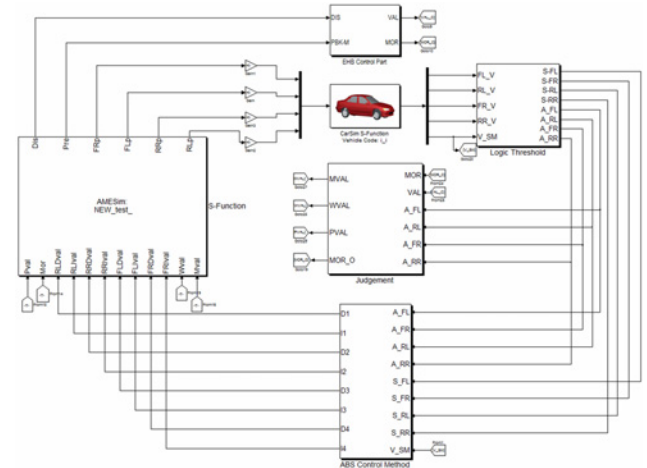 DIS
PBK-M
VAL
MOR
EHB Control Part
CarSim S-Function
Vehicle Code: i_i
FL_V
RL_V
FR_V
RR_V
V_SM
S-FL
S-FR
S-RL
S-RR
A_FL
A_RL
A_FR
A_RR
Logic Threshold
Dis
Pre
FRp
FLp
RRp
RLp
AMESim:
NEW_test_
S-Function
Pval
Mor
RLDval
RLIval
RRDval
RRIval
FLDval
FLIval
FRDval
FRIval
Wval
Mval
MVAL
WVAL
PVAL
MOR_O
MOR
VAL
A_FL
A_RL
A_FR
A_RR
Judgement
D1
I1
D2
I2
D3
I3
D4
I4
A_FL
A_FR
A_RL
A_RR
S_FL
S_FR
S_RL
S_RR
V_SM
ABS Control Method